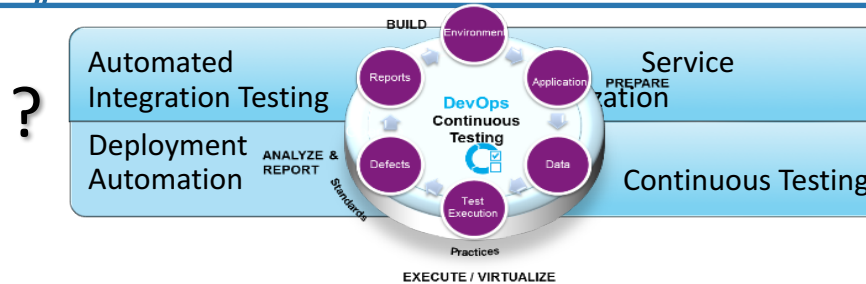 BUILD
Environment
Automated
Integration Testing
?
Reports
Application
PREPARE
Service
zation
DevOps
Continuous
Testing
Deployment
Automation
ANALYZE &
REPORT
Standards
Defects
Data
Continuous Testing
Test
Execution
Practices
EXECUTE / VIRTUALIZE